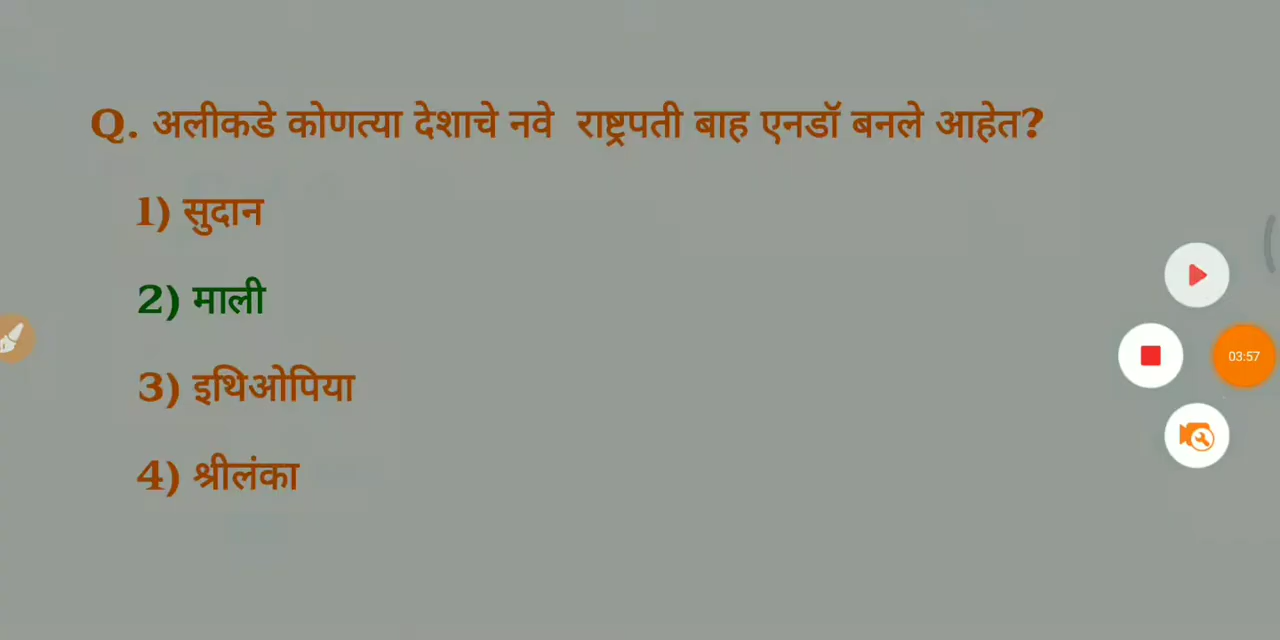 Q. अलीकडे कोणत्या देशाचे नवे राष्ट्रपती बाह एनडॉ बनले आहेत?
1) सुदान
2) माली
3) इथिओपिया
4) श्रीलंका
03:57